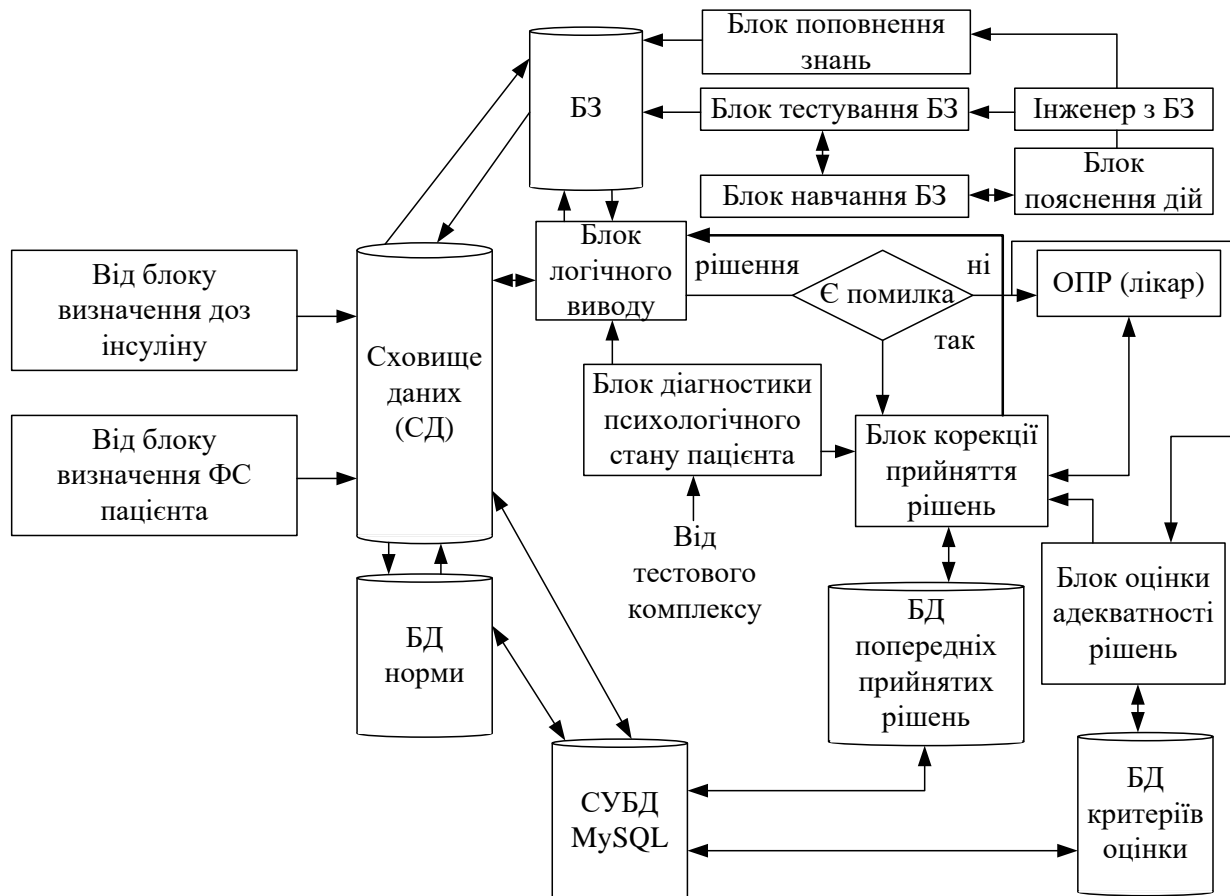 Блок поповнення
знань
БЗ
Блок тестування БЗ
Інженер з БЗ
Блок навчання БЗ
Блок
пояснення дій
Від блоку
визначення доз
інсуліну
Блок
логічного
виводу
рішення
Є помилка
ні
так
ОПР (лікар)
Сховище
даних
(СД)
Від блоку
визначення ФС
пацієнта
Блок діагностики
психологічного
стану пацієнта
Блок корекції
прийняття
рішень
Від
тестового
комплексу
Блок оцінки
адекватності
рішень
БД
норми
БД
попередніх
прийнятих
рішень
СУБД
MySQL
БД
критеріїв
оцінки